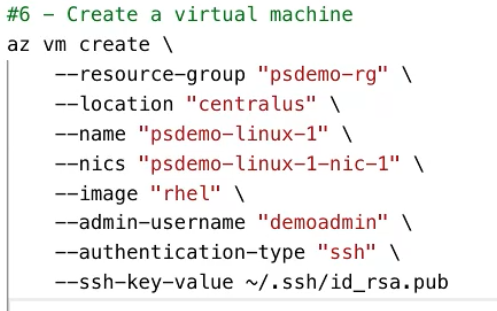 #6 - Create a virtual machine
az vm create \
--resource-group "psdemo-rg" \
--location "centralus" \
--name "psdemo-linux-1" \
--nics "psdemo-linux-1-nic-1" \
--image "rhel" \
--admin-username "demoadmin" \
--authentication-type "ssh" \
--ssh-key-value ~/.ssh/id_rsa.pub